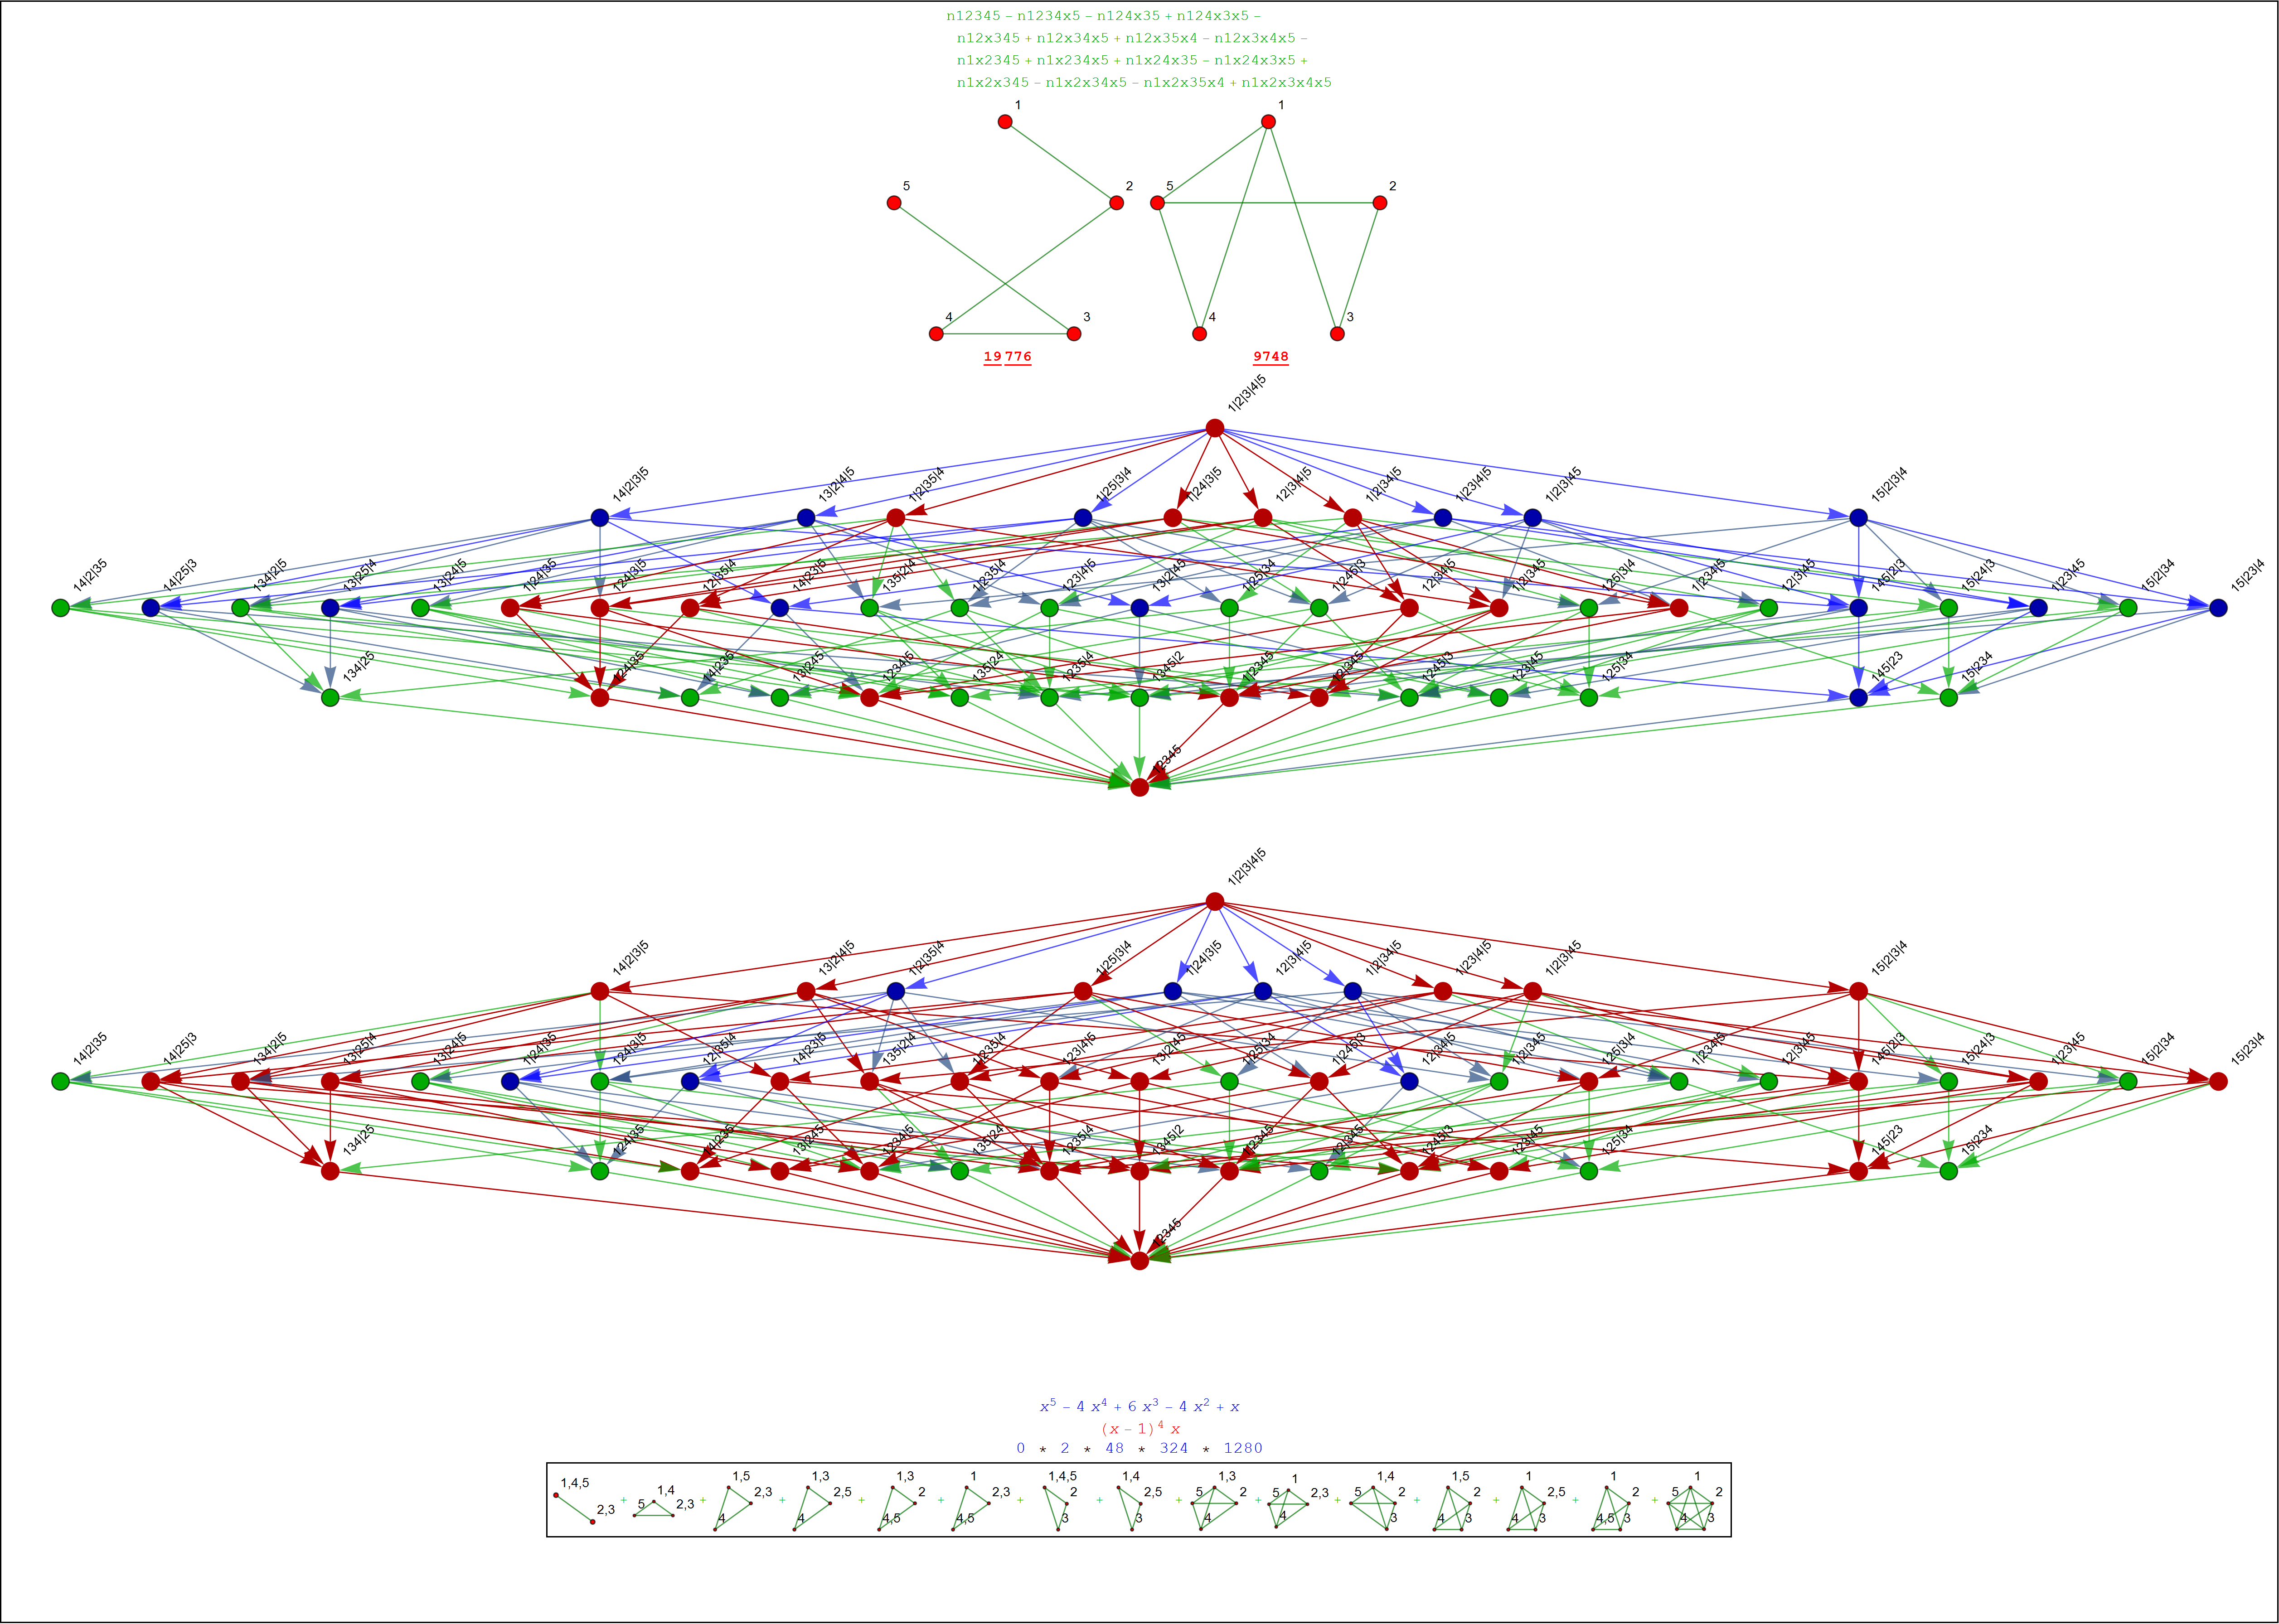 n12345 – n1234x5 – n124x35 + n124x3x5 –
n12x345 + n12x34x5 + n12x35x4 – n12x3x4x5 –
n1x2345 + n1x234x5 + n1x24x35 – n1x24x3x5 +
n1x2x345 – n1x2x34x5 – n1x2x35x4 + n1x2x3x4x5
1 1
5 2 5 2
4 3 4 3
19 776 9748
1|2|3|4|5
14|2|3|5 13|2|4|5 1|2|35|4 1|25|3|4 1|24|3|5 12|3|4|5 1|2|34|5 1|23|4|5 1|2|3|45 15|2|3|4
14|2|35 14|25|3 134|2|5 13|25|4 13|24|5 1|24|35 124|3|5 12|35|4 14|23|5 135|2|4 1|235|4 123|4|5 13|2|45 1|25|34 1|245|3 12|34|5 1|2|345 125|3|4 1|234|5 12|3|45 145|2|3 15|24|3 1|23|45 15|2|34 15|23|4
134|25 124|35 14|235 13|245 1234|5 135|24 1235|4 1345|2 1|2345 12|345 1245|3 123|45 125|34 145|23 15|234
12345
1|2|3|4|5
14|2|3|5 13|2|4|5 1|2|35|4 1|25|3|4 1|24|3|5 12|3|4|5 1|2|34|5 1|23|4|5 1|2|3|45 15|2|3|4
14|2|35 14|25|3 134|2|5 13|25|4 13|24|5 1|24|35 124|3|5 12|35|4 14|23|5 135|2|4 1|235|4 123|4|5 13|2|45 1|25|34 1|245|3 12|34|5 1|2|345 125|3|4 1|234|5 12|3|45 145|2|3 15|24|3 1|23|45 15|2|34 15|23|4
134|25 124|35 14|235 13|245 1234|5 135|24 1235|4 1345|2 1|2345 12|345 1245|3 123|45 125|34 145|23 15|234
12345
x⁵ – 4 x⁴ + 6 x³ – 4 x² + x
(x – 1)⁴ x
0 * 2 * 48 * 324 * 1280
1,4,5 2,3 + 1,4 5 2,3 + 1,5 2,3 4 + 1,3 2,5 4 + 1,3 2 4,5 + 1 2,3 4,5 + 1,4,5 2 3 + 1,4 2,5 3 + 1,3 5 2 4 + 1 5 2,3 4 + 1,4 5 2 3 + 1,5 2 4 3 + 1 2,5 4 3 + 1 2 4,5 3 + 1 5 2 4 3